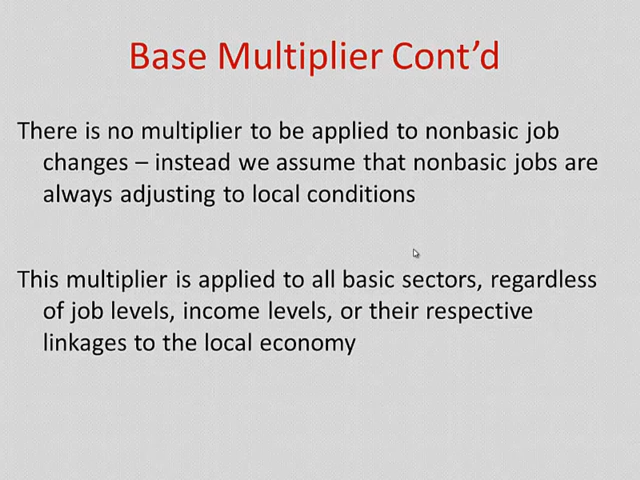 Base Multiplier Cont’d
There is no multiplier to be applied to nonbasic job
changes – instead we assume that nonbasic jobs are
always adjusting to local conditions
This multiplier is applied to all basic sectors, regardless
of job levels, income levels, or their respective
linkages to the local economy